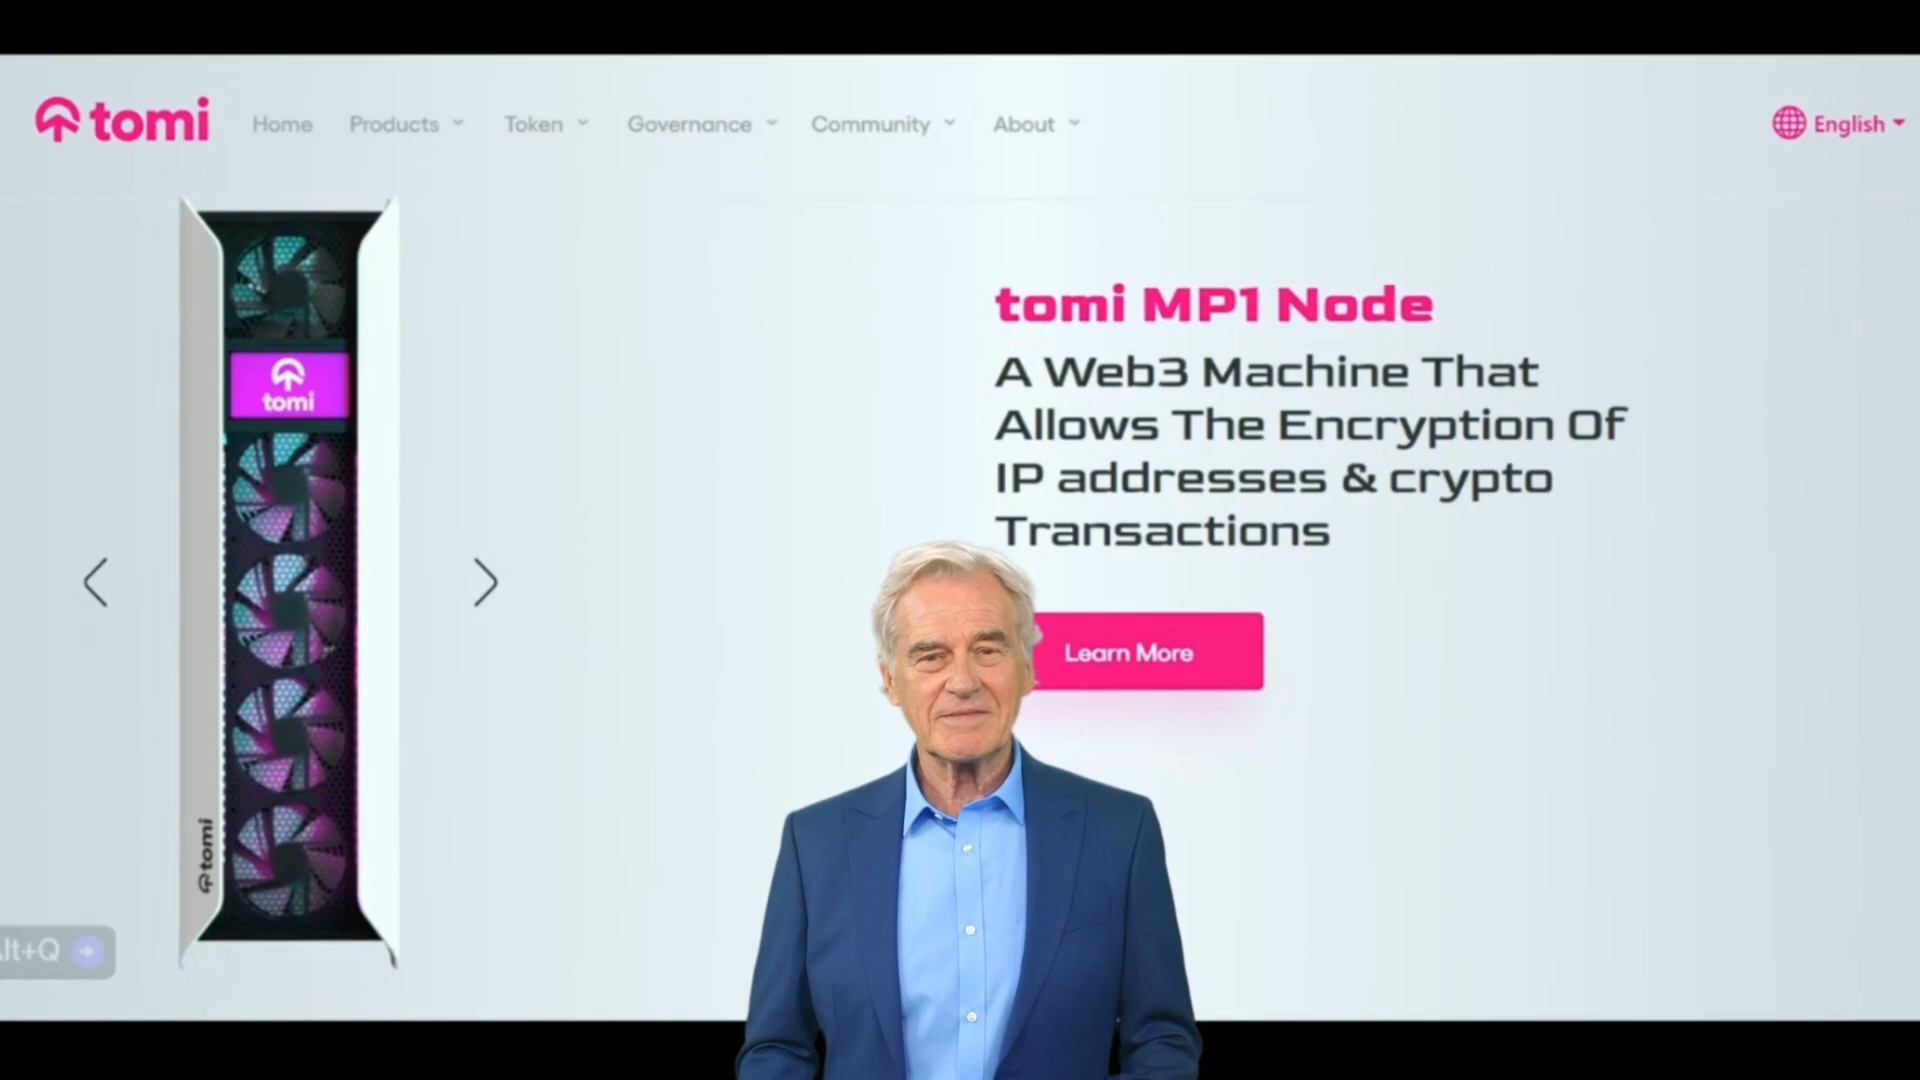 tomi
Home
Products
Token
Governance
Community
About
English
tomi
tomi MP1 Node
A Web3 Machine That
Allows The Encryption Of
IP addresses & crypto
Transactions
Learn More
tomi
lt+Q